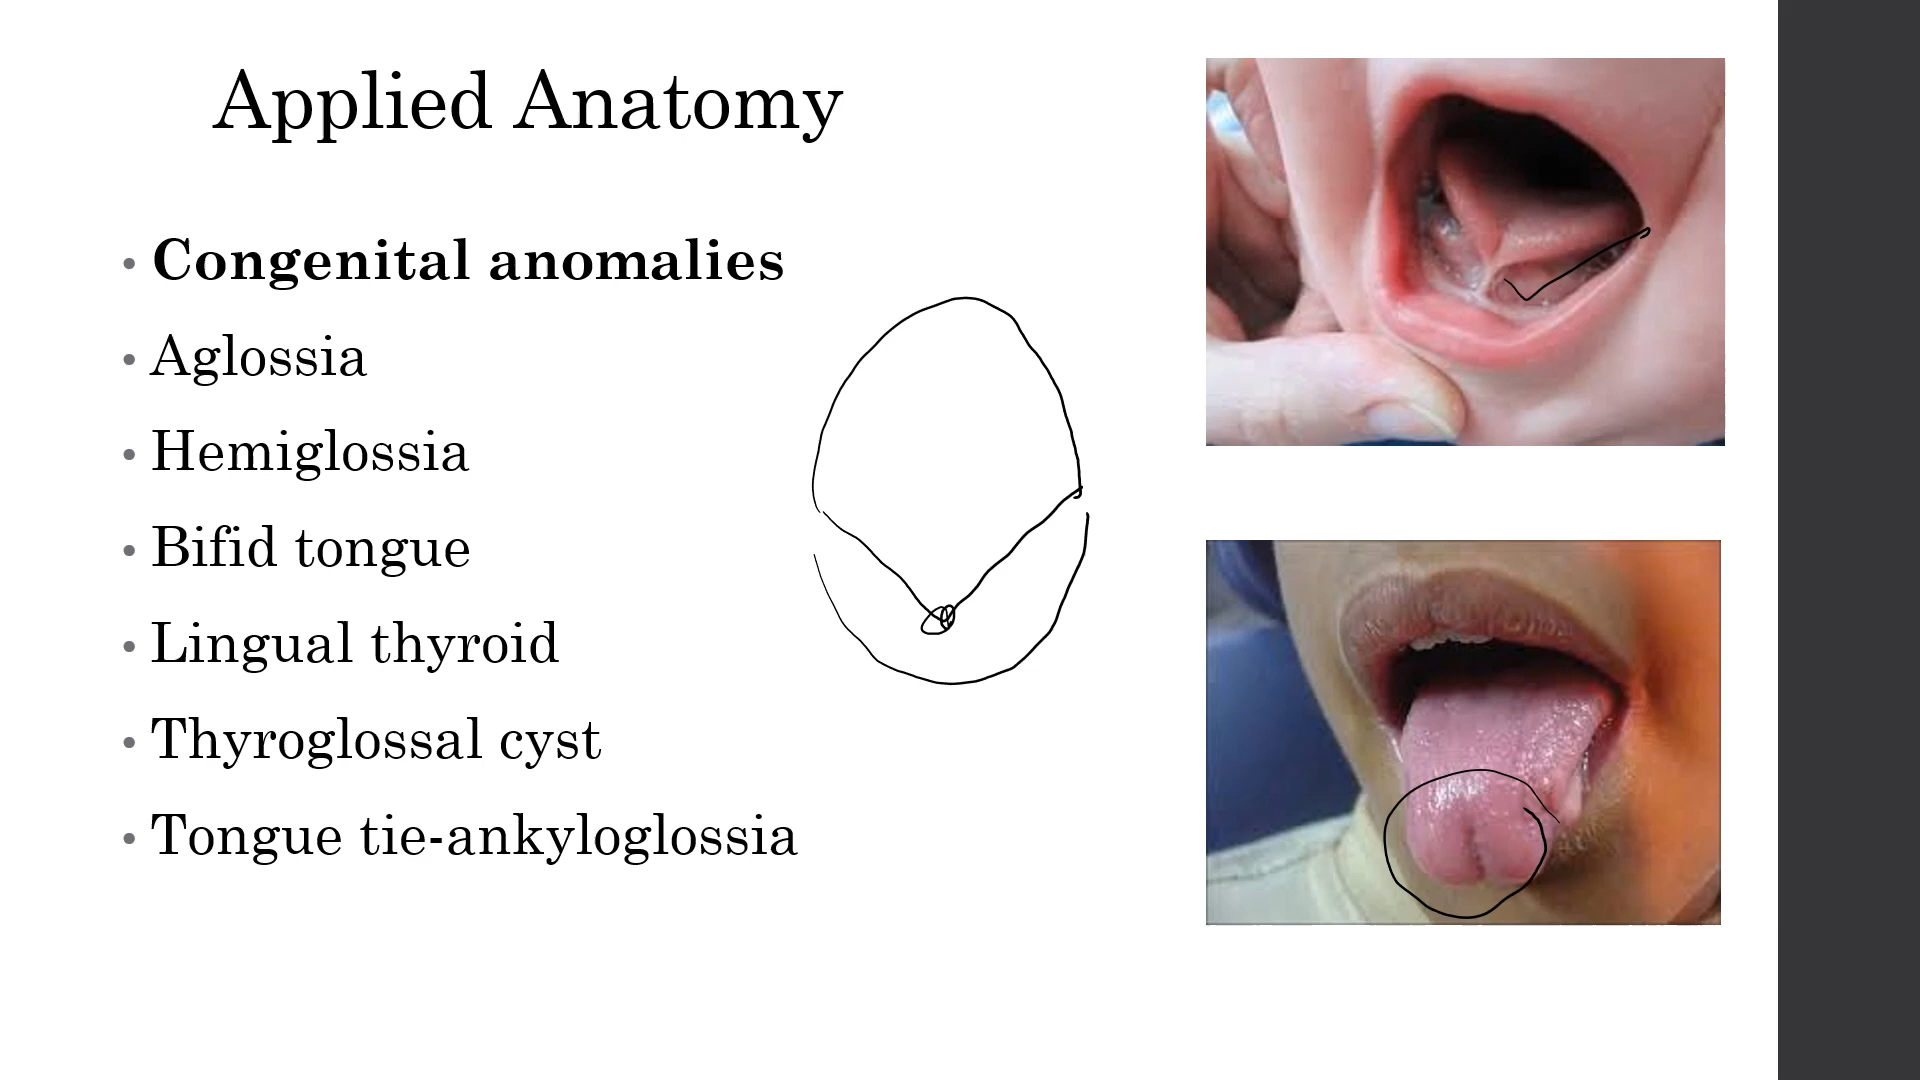 Applied Anatomy
• Congenital anomalies
• Aglossia
• Hemiglossia
• Bifid tongue
• Lingual thyroid
• Thyroglossal cyst
• Tongue tie-ankyloglossia